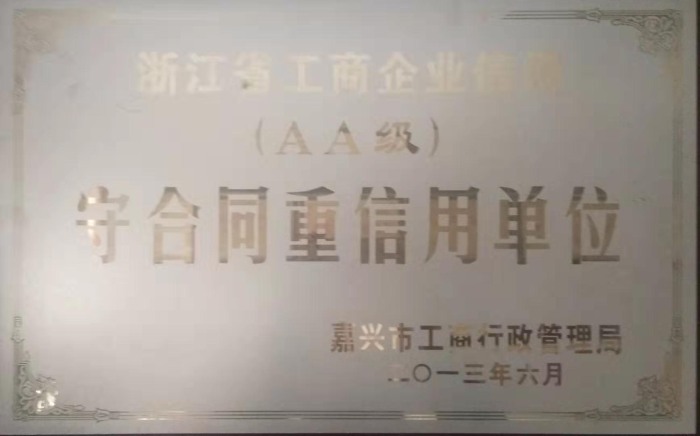 浙江省工商企业信用
(AA级)
守合同重信用单位
嘉兴市工商行政管理局
二〇一三年六月